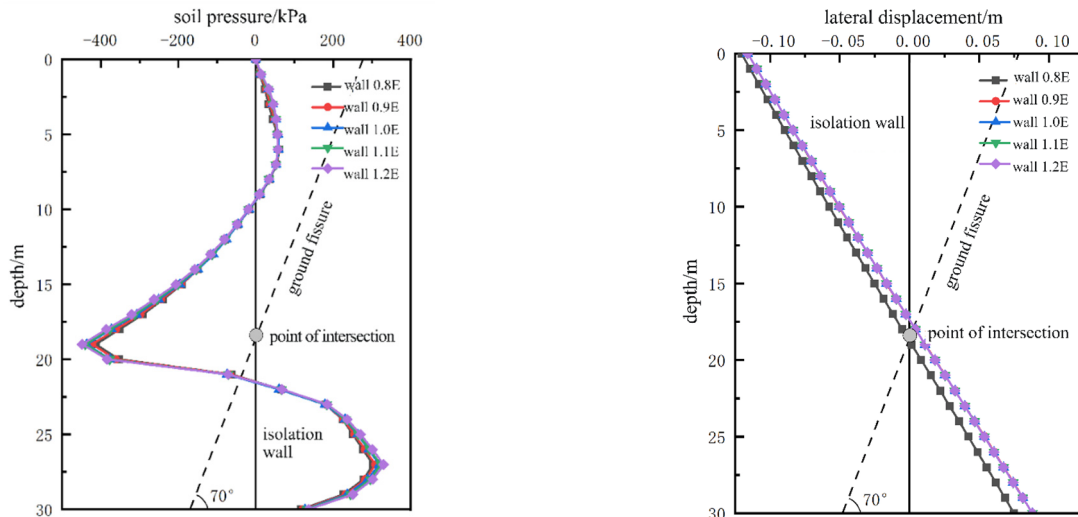 soil pressure/kPa
-400 -200 0 200 400
0
5
10
15
20
25
30
depth/m
wall 0.8E
wall 0.9E
wall 1.0E
wall 1.1E
wall 1.2E
ground fissure
point of intersection
isolation
wall
70°
lateral displacement/m
-0.10 -0.05 0.00 0.05 0.10
0
5
10
15
20
25
30
depth/m
wall 0.8E
wall 0.9E
wall 1.0E
wall 1.1E
wall 1.2E
isolation wall
ground fissure
point of intersection
70°